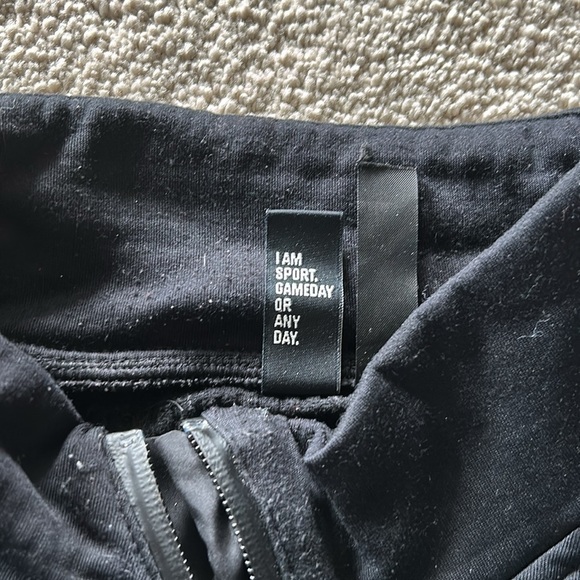 I AM
SPORT.
GAMEDAY
OR
ANY
DAY.